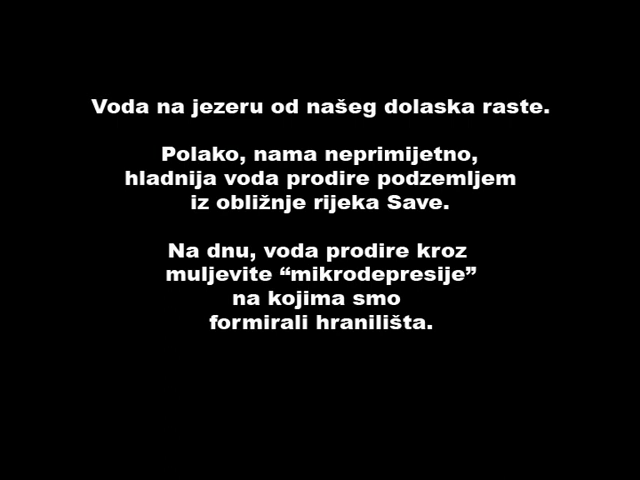 Voda na jezeru od našeg dolaska raste.
Polako, nama neprimijetno,
hladnija voda prodire podzemljem
iz obližnje rijeka Save.
Na dnu, voda prodire kroz
muljevite “mikrodepresije”
na kojima smo
formirali hranilišta.